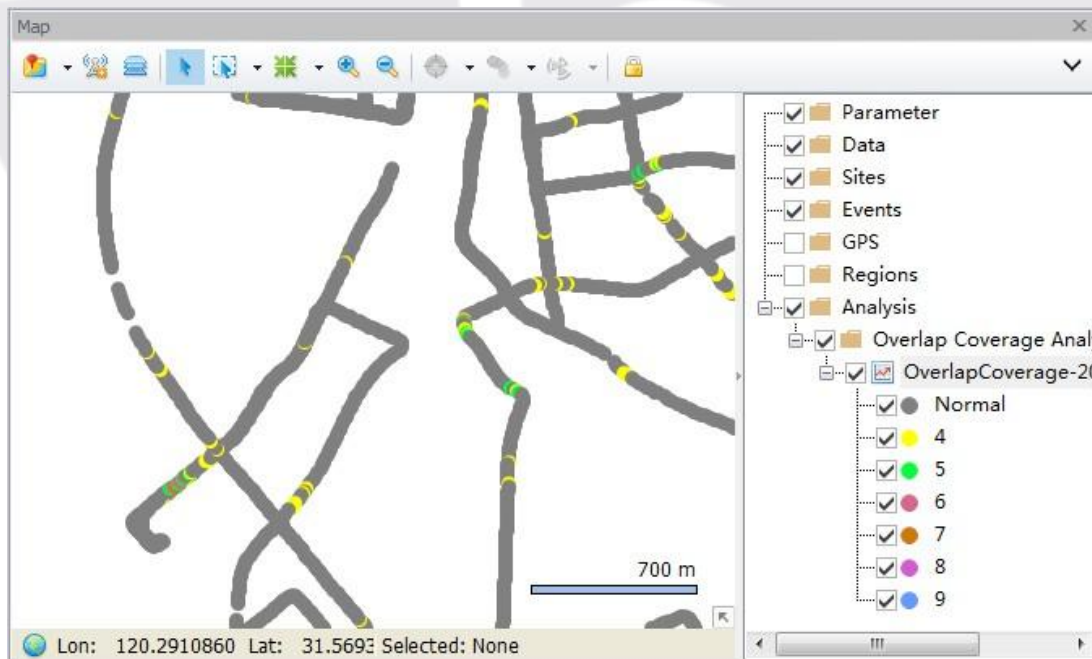 Map
Parameter
Data
Sites
Events
GPS
Regions
Analysis
Overlap Coverage Anal
OverlapCoverage-20
Normal
4
5
6
7
8
9
700 m
Lon: 120.2910860 Lat: 31.5693 Selected: None